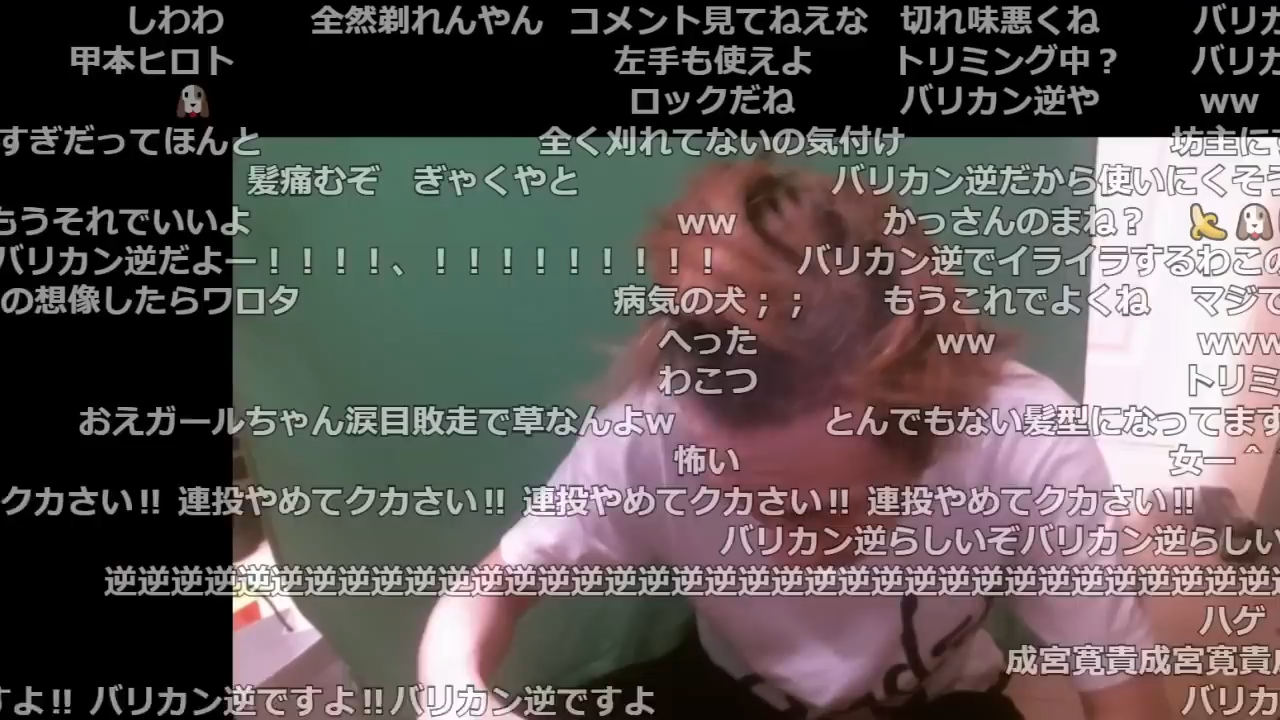 しわわ 全然剃れんやん コメント見てねえな 切れ味悪くね バリカ
甲本ヒロト 左手も使えよ トリミング中？ バリカ
ロックだね バリカン逆や ww
すぎだってほんと 全く刈れてないの気付け 坊主にす
髪痛むぞ ぎゃくやと バリカン逆だから使いにくそう
もうそれでいいよ ww かっさんのまね？
バリカン逆だよー！！！！、！！！！！！！！！ バリカン逆でイライラするわこの
の想像したらワロタ 病気の犬；； もうこれでよくね マジで
へった ww www
わこつ トリミ
おえガールちゃん涙目敗走で草なんよw とんでもない髪型になってます
怖い 女ー＾
クカさい!! 連投やめてクカさい!! 連投やめてクカさい!! 連投やめてクカさい!!
バリカン逆らしいぞバリカン逆らしい
逆逆逆逆逆逆逆逆逆逆逆逆逆逆逆逆逆逆逆逆逆逆逆逆逆逆逆逆逆逆逆逆逆逆逆逆
ハゲ
成宮寛貴成宮寛貴
すよ!! バリカン逆ですよ!!バリカン逆ですよ バリカ